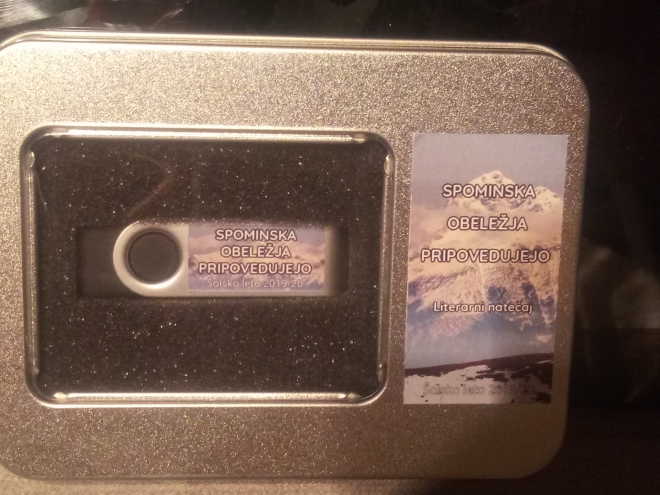 SPOMINSKA
OBELEŽJA
PRIPOVEDUJEJO
Šolsko leto 2019-20
SPOMINSKA
OBELEŽJA
PRIPOVEDUJEJO
Literarni natečaj
Šolsko leto